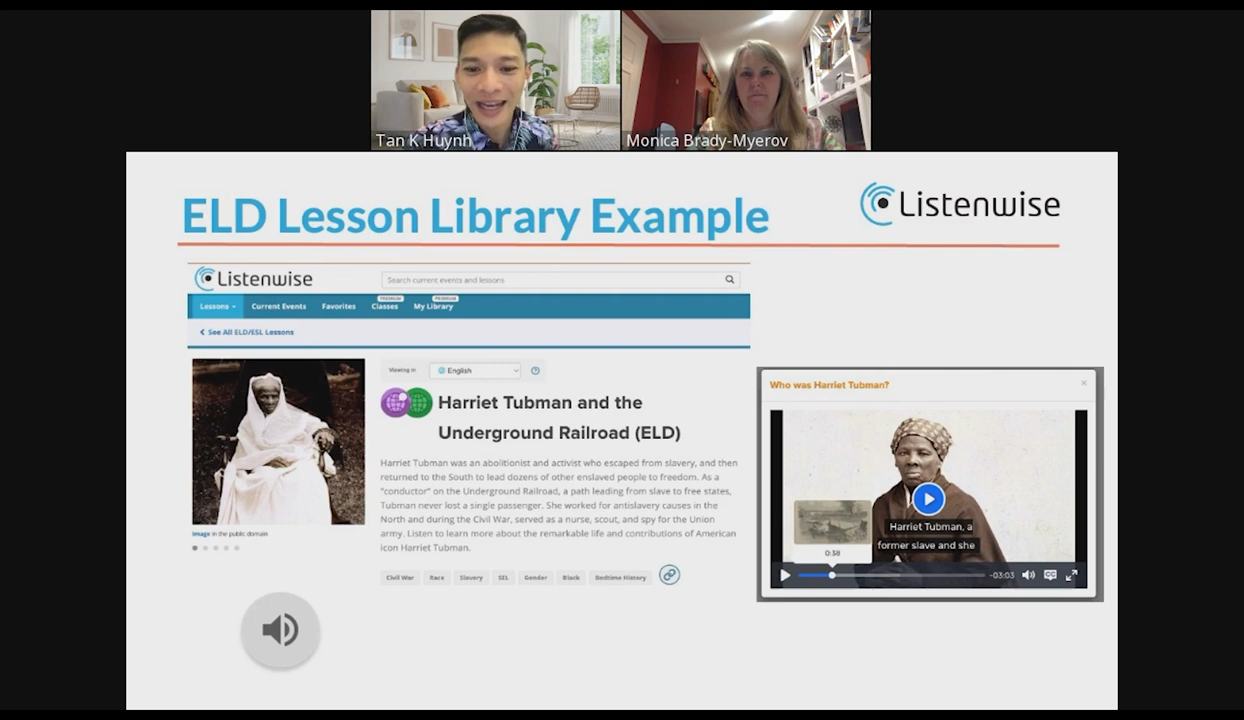 Tan K Huynh
Monica Brady-Myerov
ELD Lesson Library Example
Listenwise
Listenwise
Search current events and lessons
PREMIUM
PREMIUM
Lessons
Current Events
Favorites
Classes
My Library
See All ELD/ESL Lessons
Viewing in
English
Harriet Tubman and the
Underground Railroad (ELD)
Harriet Tubman was an abolitionist and activist who escaped from slavery, and then
returned to the South to lead dozens of other enslaved people to freedom. As a
"conductor" on the Underground Railroad, a path leading from slave to free states,
Tubman never lost a single passenger. She worked for antislavery causes in the
North and during the Civil War, served as a nurse, scout, and spy for the Union
army. Listen to learn more about the remarkable life and contributions of American
icon Harriet Tubman.
Image in the public domain
Civil War
Race
Slavery
SEL
Gender
Black
Bedtime History
Who was Harriet Tubman?
×
Harriet Tubman, a
former slave and she
0:38
-03:03
CC